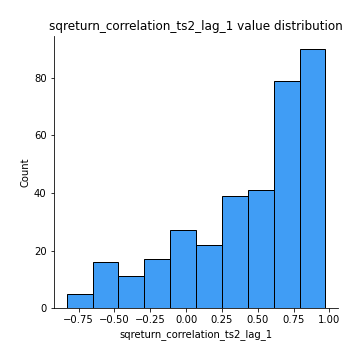 sqreturn_correlation_ts2_lag_1 value distribution
Count
80
60
40
20
0
−0.75 −0.50 −0.25 0.00 0.25 0.50 0.75 1.00
sqreturn_correlation_ts2_lag_1